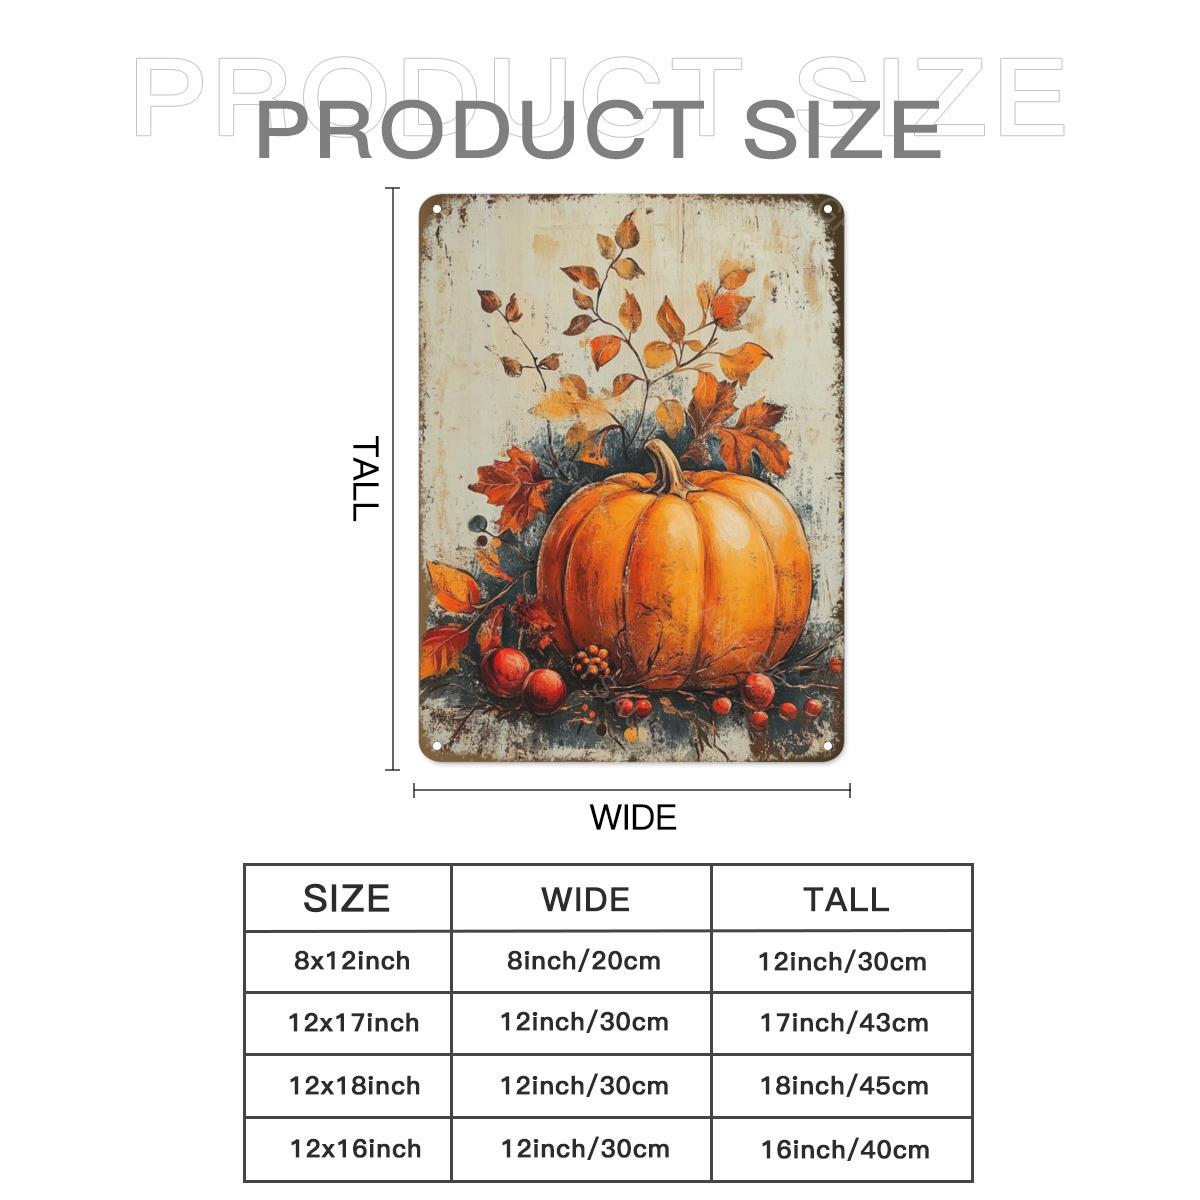 PRODUCT SIZE
PRODUCT SIZE
TALL
WIDE
SIZE WIDE TALL
8x12inch 8inch/20cm 12inch/30cm
12x17inch 12inch/30cm 17inch/43cm
12x18inch 12inch/30cm 18inch/45cm
12x16inch 12inch/30cm 16inch/40cm